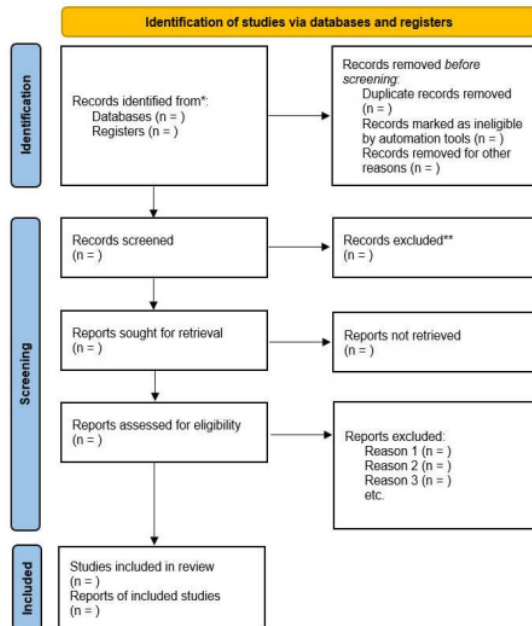 Identification of studies via databases and registers
Identification
Records identified from*:
Databases (n = )
Registers (n = )
Records removed before
screening:
Duplicate records removed
(n = )
Records marked as ineligible
by automation tools (n = )
Records removed for other
reasons (n = )
Screening
Records screened
(n = )
Records excluded**
(n = )
Reports sought for retrieval
(n = )
Reports not retrieved
(n = )
Reports assessed for eligibility
(n = )
Reports excluded:
Reason 1 (n = )
Reason 2 (n = )
Reason 3 (n = )
etc.
Included
Studies included in review
(n = )
Reports of included studies
(n = )